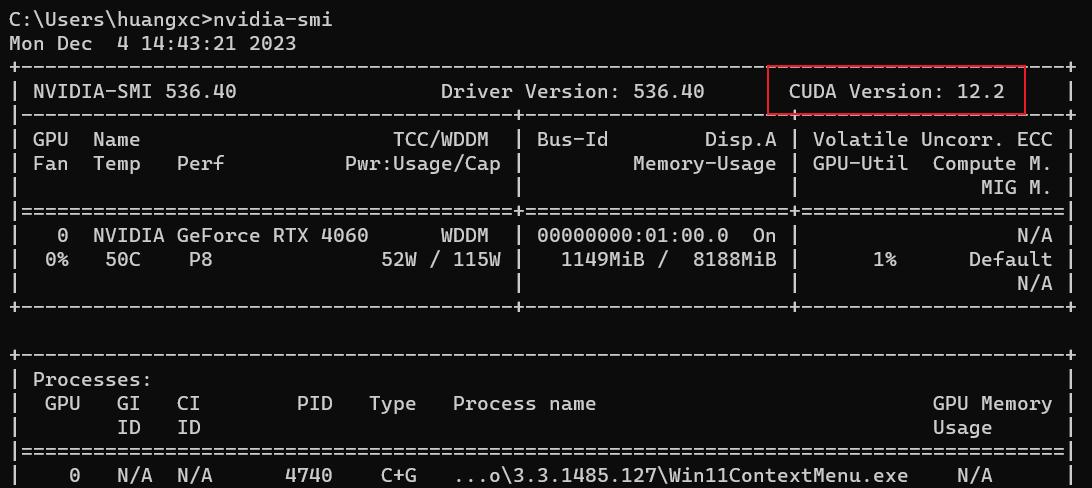 C:\Users\huangxc>nvidia-smi
Mon Dec  4 14:43:21 2023
+-----------------------------------------------------------------------------------------+
| NVIDIA-SMI 536.40                 Driver Version: 536.40       CUDA Version: 12.2     |
|-----------------------------------------+----------------------+----------------------+
| GPU  Name                     TCC/WDDM  | Bus-Id        Disp.A | Volatile Uncorr. ECC |
| Fan  Temp   Perf          Pwr:Usage/Cap |         Memory-Usage | GPU-Util  Compute M. |
|                                         |                      |               MIG M. |
|=========================================+======================+======================|
|   0  NVIDIA GeForce RTX 4060      WDDM  | 00000000:01:00.0  On |                  N/A |
|  0%   50C    P8              52W / 115W |   1149MiB /  8188MiB |      1%      Default |
|                                         |                      |                  N/A |
+-----------------------------------------+----------------------+----------------------+
+---------------------------------------------------------------------------------------+
| Processes:                                                                            |
|  GPU   GI   CI        PID   Type   Process name                            GPU Memory |
|        ID   ID                                                             Usage      |
|=======================================================================================|
|    0   N/A  N/A      4740    C+G   ...o\3.3.1485.127\Win11ContextMenu.exe    N/A      |